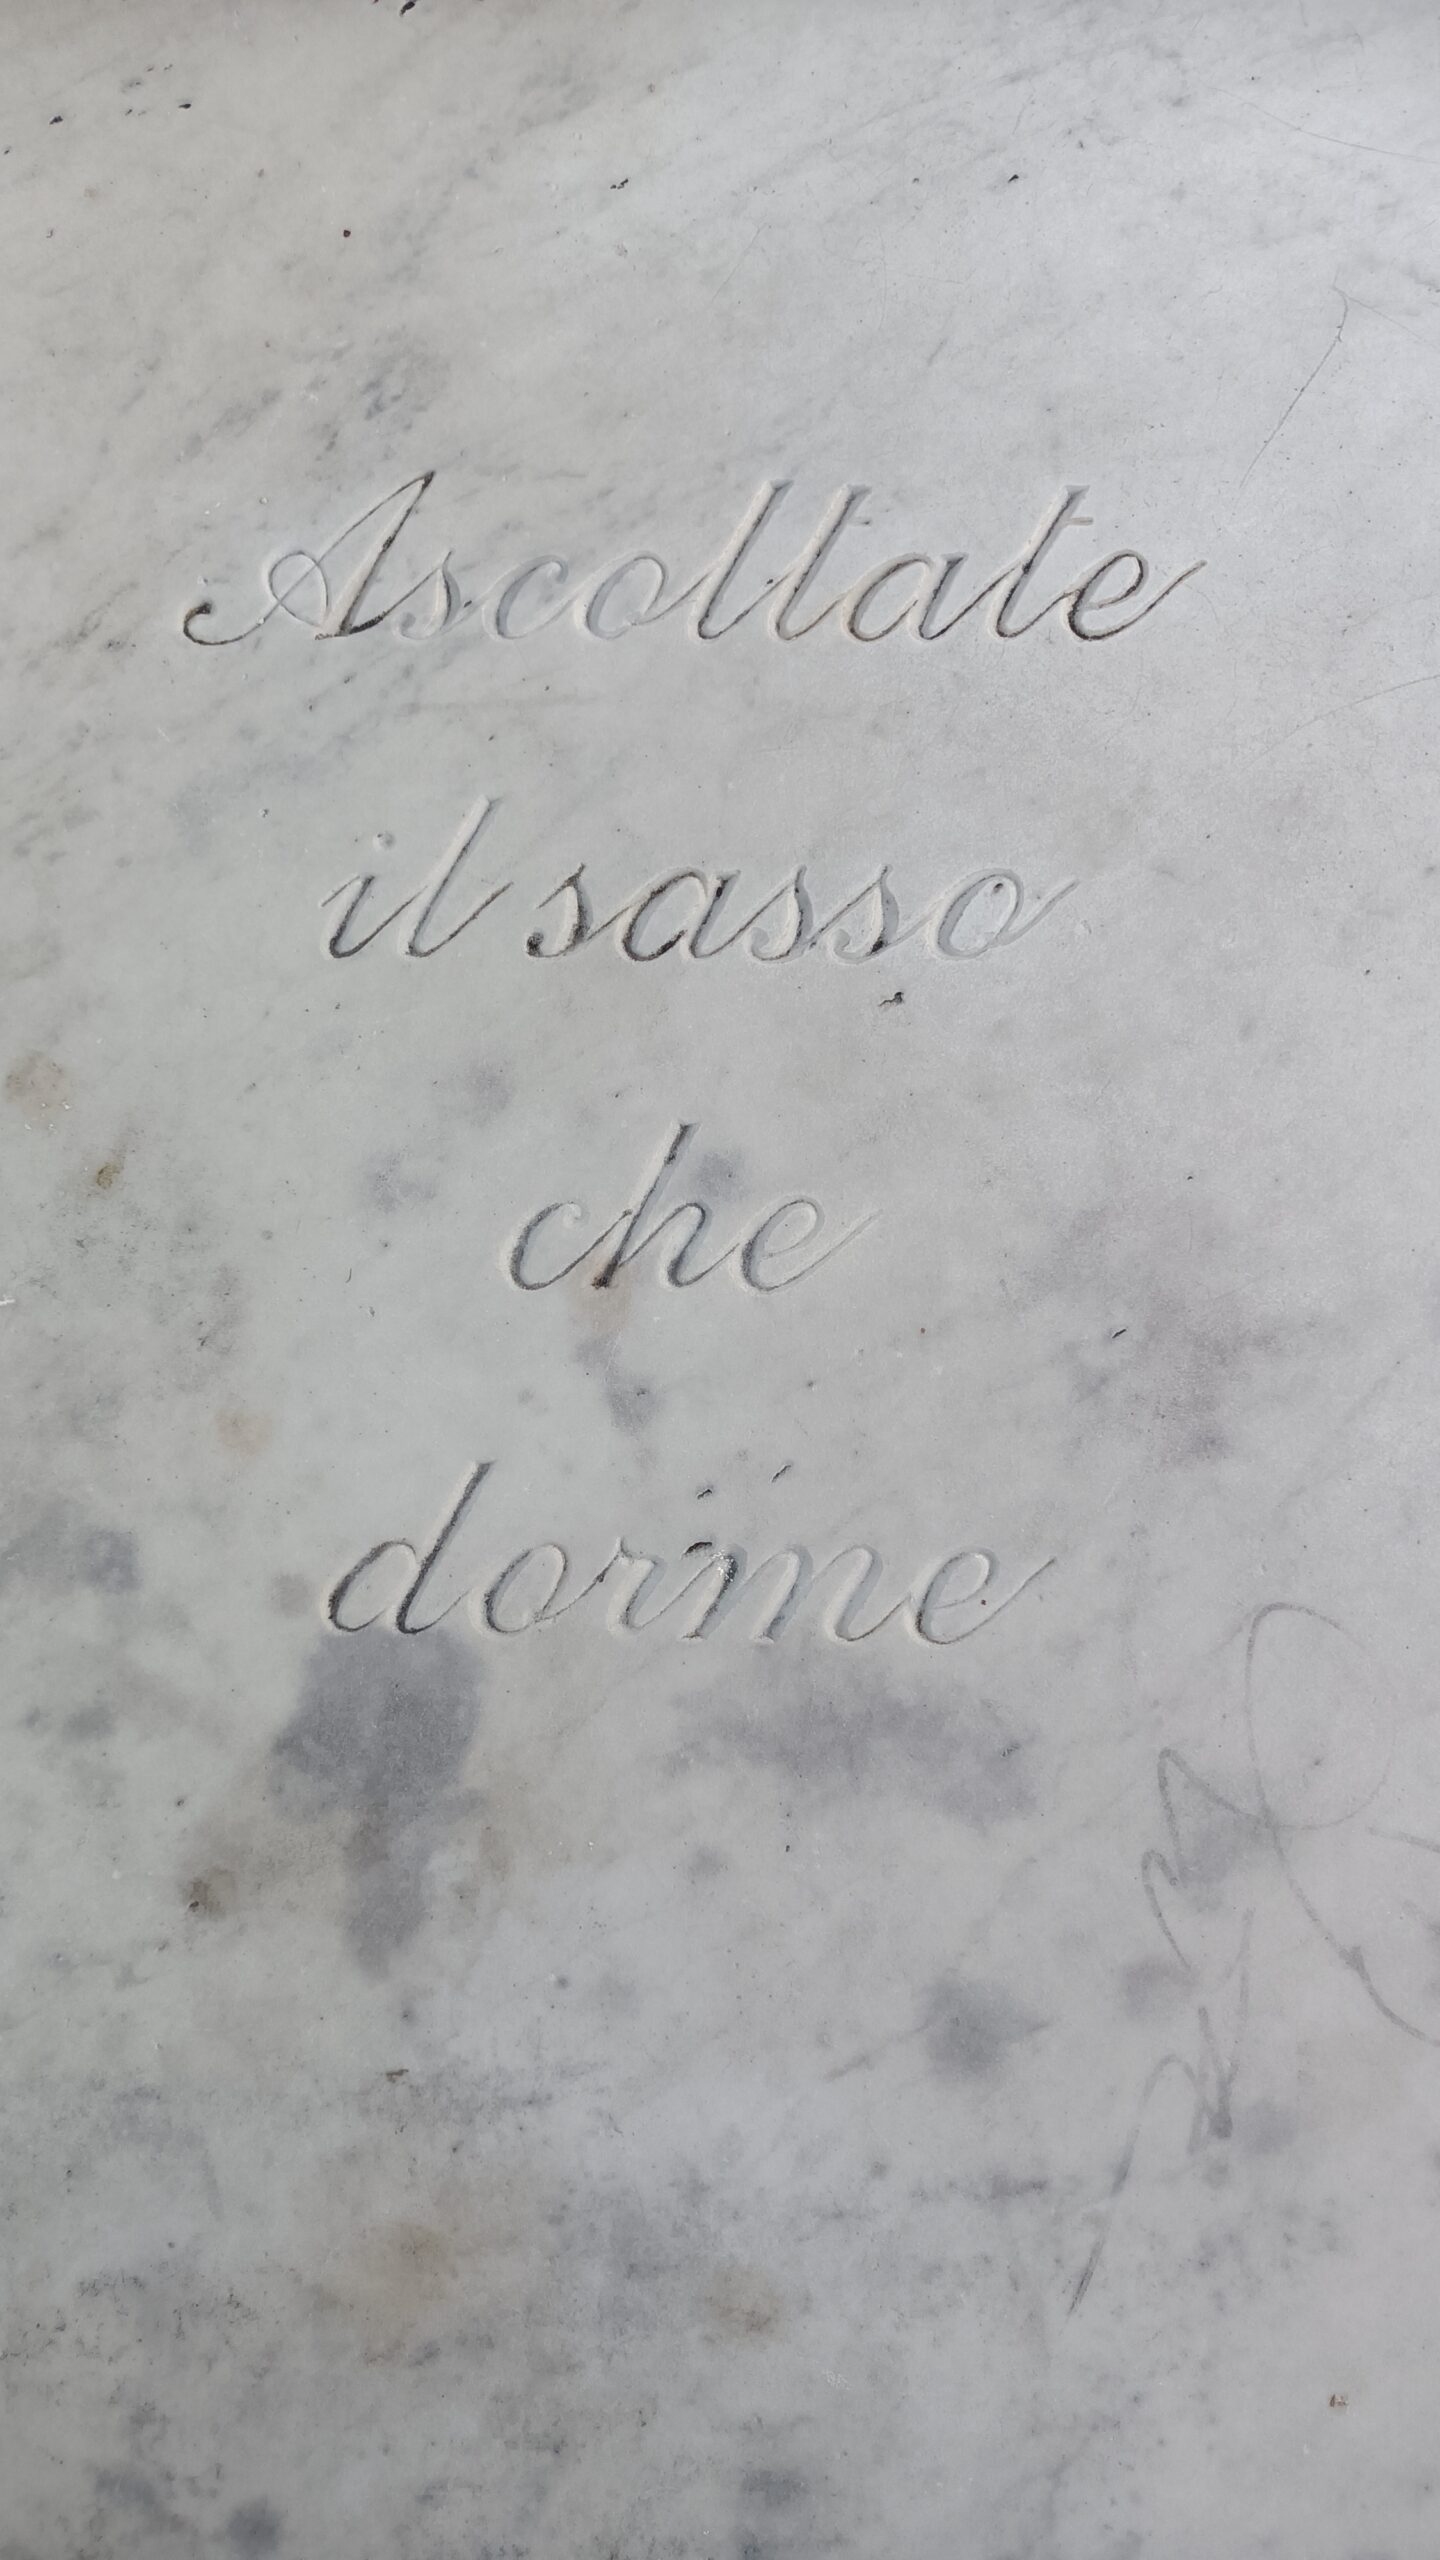 Ascoltate
il sasso
che
dorme